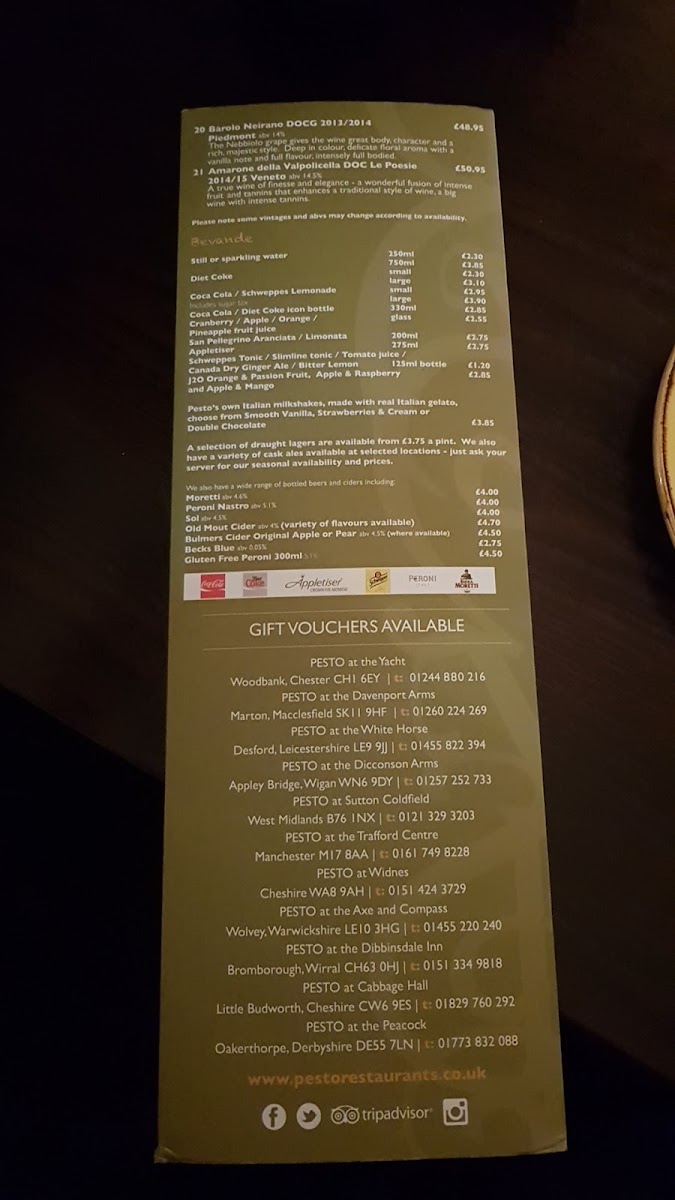 20 Barolo Neirano DOCG 2013/2014 £48.95
Piedmont abv 14%
The Nebbiolo grape gives the wine great body, character and a
rich, majestic style. Deep in colour, delicate floral aroma with a
vanilla note and full flavour, intensely full bodied.
21 Amarone della Valpolicella DOC Le Poesie £50.95
2014/15 Veneto abv 14.5%
A true wine of finesse and elegance - a wonderful fusion of intense
fruit and tannins that enhances a traditional style of wine, a big
wine with intense tannins.
Please note some vintages and abvs may change according to availability.
Bevande
Still or sparkling water 250ml £2.30
750ml £3.85
Diet Coke small £2.30
large £3.10
Coca Cola / Schweppes Lemonade small £2.95
Includes sugar tax large £3.90
Coca Cola / Diet Coke icon bottle 330ml £2.85
Cranberry / Apple / Orange / glass £2.55
Pineapple fruit juice
San Pellegrino Aranciata / Limonata 200ml £2.75
Appletiser 275ml £2.75
Schweppes Tonic / Slimline tonic / Tomato juice /
Canada Dry Ginger Ale / Bitter Lemon 125ml bottle £1.20
J2O Orange & Passion Fruit, Apple & Raspberry £2.85
and Apple & Mango
Pesto's own Italian milkshakes, made with real Italian gelato,
choose from Smooth Vanilla, Strawberries & Cream or
Double Chocolate £3.85
A selection of draught lagers are available from £3.75 a pint. We also
have a variety of cask ales available at selected locations - just ask your
server for our seasonal availability and prices.
We also have a wide range of bottled beers and ciders including:
Moretti abv 4.6% £4.00
Peroni Nastro abv 5.1% £4.00
Sol abv 4.5% £4.00
Old Mout Cider abv 4% (variety of flavours available) £4.70
Bulmers Cider Original Apple or Pear abv 4.5% (where available) £4.50
Becks Blue abv 0.05% £2.75
Gluten Free Peroni 300ml 5.1% £4.50
Coca-Cola Diet Coke Appletiser Schweppes PERONI BIRRA MORETTI
GIFT VOUCHERS AVAILABLE
PESTO at the Yacht
Woodbank, Chester CH1 6EY | t: 01244 880 216
PESTO at the Davenport Arms
Marton, Macclesfield SK11 9HF | t: 01260 224 269
PESTO at the White Horse
Desford, Leicestershire LE9 9JJ | t: 01455 822 394
PESTO at the Dicconson Arms
Appley Bridge, Wigan WN6 9DY | t: 01257 252 733
PESTO at Sutton Coldfield
West Midlands B76 1NX | t: 0121 329 3203
PESTO at the Trafford Centre
Manchester M17 8AA | t: 0161 749 8228
PESTO at Widnes
Cheshire WA8 9AH | t: 0151 424 3729
PESTO at the Axe and Compass
Wolvey, Warwickshire LE10 3HG | t: 01455 220 240
PESTO at the Dibbinsdale Inn
Bromborough, Wirral CH63 0HJ | t: 0151 334 9818
PESTO at Cabbage Hall
Little Budworth, Cheshire CW6 9ES | t: 01829 760 292
PESTO at the Peacock
Oakerthorpe, Derbyshire DE55 7LN | t: 01773 832 088
www.pestorestaurants.co.uk
tripadvisor